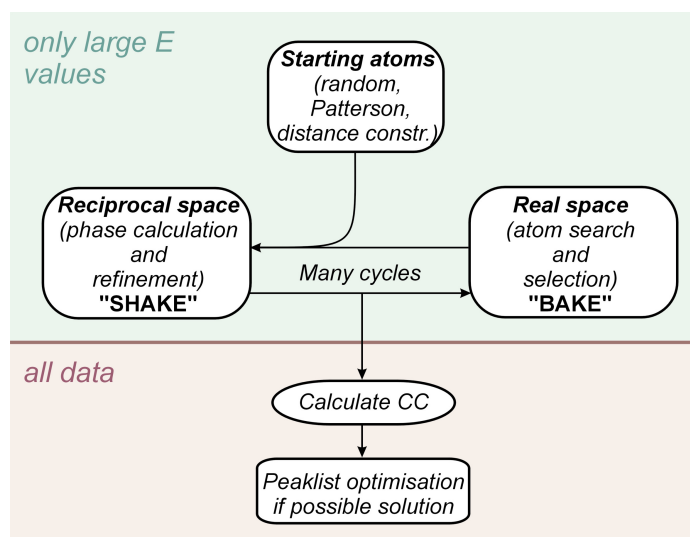 only large E
values
Starting atoms
(random,
Patterson,
distance constr.)
Reciprocal space
(phase calculation
and
refinement)
"SHAKE"
Real space
(atom search
and
selection)
"BAKE"
Many cycles
all data
Calculate CC
Peaklist optimisation
if possible solution